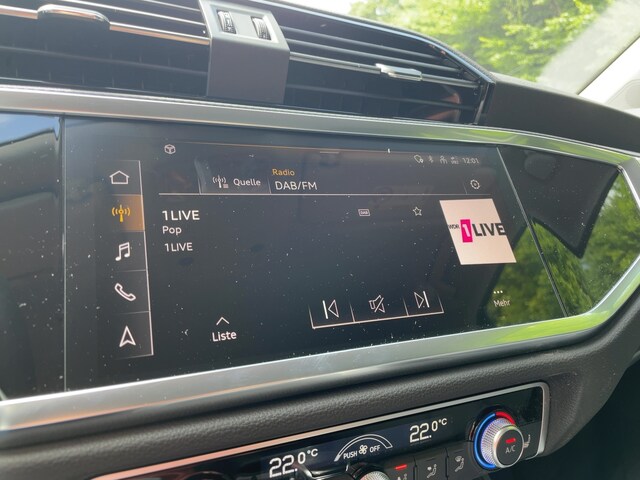 12:01
Radio
Quelle
DAB/FM
1LIVE
Pop
1LIVE
WDR 1LIVE
Liste
Mehr
22.0°C
PUSH OFF
22.0°C
A/C